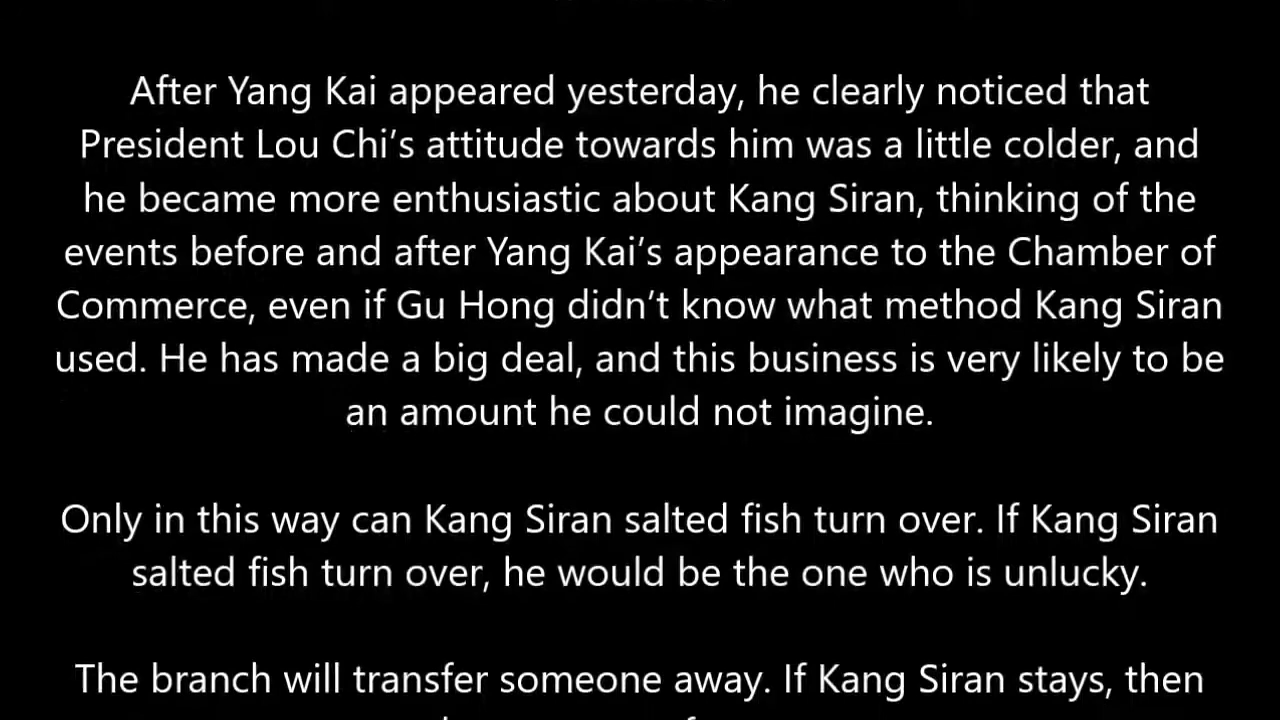 After Yang Kai appeared yesterday, he clearly noticed that
President Lou Chi’s attitude towards him was a little colder, and
he became more enthusiastic about Kang Siran, thinking of the
events before and after Yang Kai’s appearance to the Chamber of
Commerce, even if Gu Hong didn’t know what method Kang Siran
used. He has made a big deal, and this business is very likely to be
an amount he could not imagine.
Only in this way can Kang Siran salted fish turn over. If Kang Siran
salted fish turn over, he would be the one who is unlucky.
The branch will transfer someone away. If Kang Siran stays, then